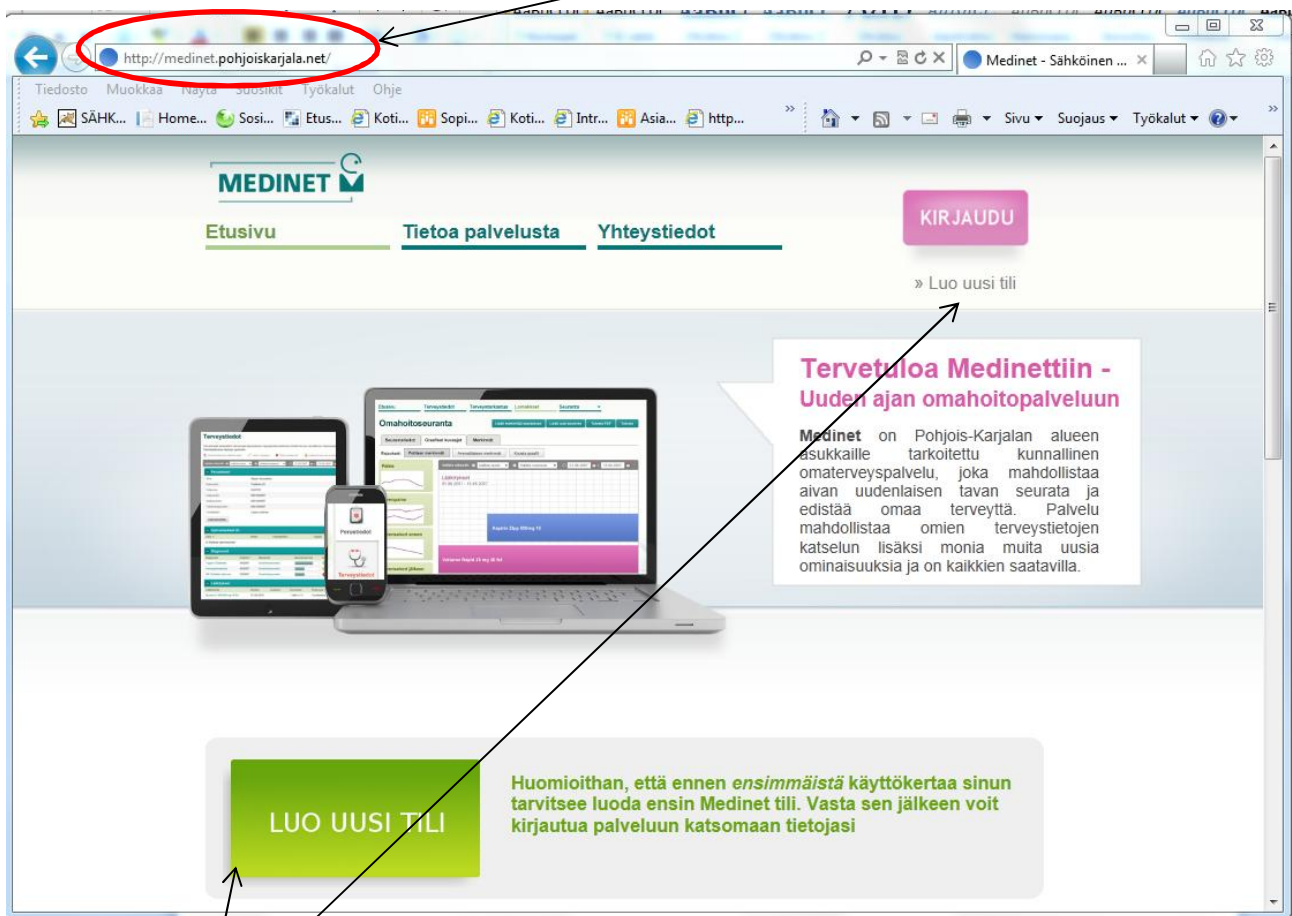 http://medinet.pohjoiskarjala.net/
Medinet - Sähköinen ...
Tiedosto Muokkaa Näytä Suosikit Työkalut Ohje
SÄHK... Home... Sosi... Etus... Koti... Sopi... Koti... Intr... Asia... http...
Sivu Suojaus Työkalut
MEDINET
Etusivu Tietoa palvelusta Yhteystiedot
KIRJAUDU
» Luo uusi tili
Tervetuloa Medinettiin -
Uuden ajan omahoitopalveluun
Medinet on Pohjois-Karjalan alueen
asukkaille tarkoitettu kunnallinen
omaterveyspalvelu, joka mahdollistaa
aivan uudenlaisen tavan seurata ja
edistää omaa terveyttä. Palvelu
mahdollistaa omien terveystietojen
katselun lisäksi monia muita uusia
ominaisuuksia ja on kaikkien saatavilla.
Omahoitoseuranta
Terveystiedot
Perustiedot
Terveystiedot
LUO UUSI TILI
Huomioithan, että ennen ensimmäistä käyttökertaa sinun
tarvitsee luoda ensin Medinet tili. Vasta sen jälkeen voit
kirjautua palveluun katsomaan tietojasi